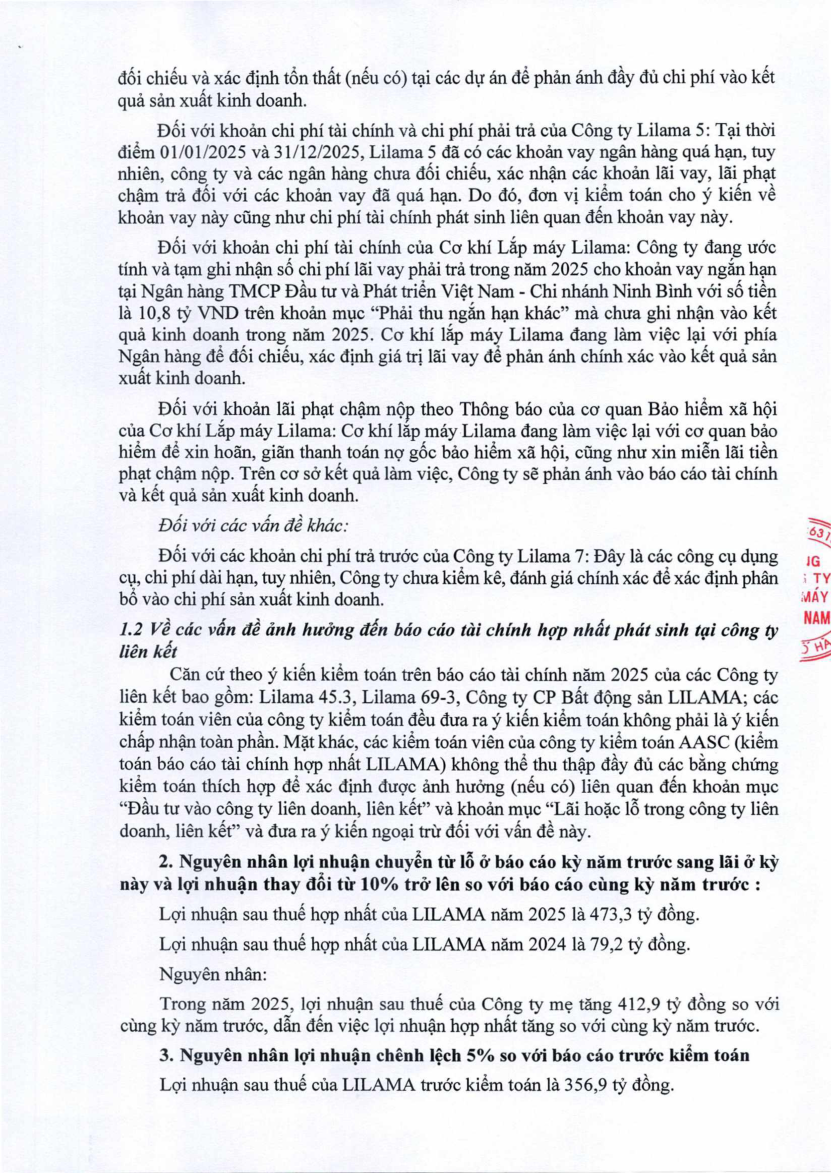 đối chiếu và xác định tổn thất (nếu có) tại các dự án để phản ánh đầy đủ chi phí vào kết
quả sản xuất kinh doanh.
Đối với khoản chi phí tài chính và chi phí phải trả của Công ty Lilama 5: Tại thời
điểm 01/01/2025 và 31/12/2025, Lilama 5 đã có các khoản vay ngân hàng quá hạn, tuy
nhiên, công ty và các ngân hàng chưa đối chiếu, xác nhận các khoản lãi vay, lãi phạt
chậm trả đối với các khoản vay đã quá hạn. Do đó, đơn vị kiểm toán cho ý kiến về
khoản vay này cũng như chi phí tài chính phát sinh liên quan đến khoản vay này.
Đối với khoản chi phí tài chính của Cơ khí Lắp máy Lilama: Công ty đang ước
tính và tạm ghi nhận số chi phí lãi vay phải trả trong năm 2025 cho khoản vay ngắn hạn
tại Ngân hàng TMCP Đầu tư và Phát triển Việt Nam - Chi nhánh Ninh Bình với số tiền
là 10,8 tỷ VND trên khoản mục “Phải thu ngắn hạn khác” mà chưa ghi nhận vào kết
quả kinh doanh trong năm 2025. Cơ khí lắp máy Lilama đang làm việc lại với phía
Ngân hàng để đối chiếu, xác định giá trị lãi vay để phản ánh chính xác vào kết quả sản
xuất kinh doanh.
Đối với khoản lãi phạt chậm nộp theo Thông báo của cơ quan Bảo hiểm xã hội
của Cơ khí Lắp máy Lilama: Cơ khí lắp máy Lilama đang làm việc lại với cơ quan bảo
hiểm để xin hoãn, giãn thanh toán nợ gốc bảo hiểm xã hội, cũng như xin miễn lãi tiền
phạt chậm nộp. Trên cơ sở kết quả làm việc, Công ty sẽ phản ánh vào báo cáo tài chính
và kết quả sản xuất kinh doanh.
Đối với các vấn đề khác:
Đối với các khoản chi phí trả trước của Công ty Lilama 7: Đây là các công cụ dụng
cụ, chi phí dài hạn, tuy nhiên, Công ty chưa kiểm kê, đánh giá chính xác để xác định phân
bổ vào chi phí sản xuất kinh doanh.
1.2 Về các vấn đề ảnh hưởng đến báo cáo tài chính hợp nhất phát sinh tại công ty
liên kết
Căn cứ theo ý kiến kiểm toán trên báo cáo tài chính năm 2025 của các Công ty
liên kết bao gồm: Lilama 45.3, Lilama 69-3, Công ty CP Bất động sản LILAMA; các
kiểm toán viên của công ty kiểm toán đều đưa ra ý kiến kiểm toán không phải là ý kiến
chấp nhận toàn phần. Mặt khác, các kiểm toán viên của công ty kiểm toán AASC (kiểm
toán báo cáo tài chính hợp nhất LILAMA) không thể thu thập đầy đủ các bằng chứng
kiểm toán thích hợp để xác định được ảnh hưởng (nếu có) liên quan đến khoản mục
“Đầu tư vào công ty liên doanh, liên kết” và khoản mục “Lãi hoặc lỗ trong công ty liên
doanh, liên kết” và đưa ra ý kiến ngoại trừ đối với vấn đề này.
2. Nguyên nhân lợi nhuận chuyển từ lỗ ở báo cáo kỳ năm trước sang lãi ở kỳ
này và lợi nhuận thay đổi từ 10% trở lên so với báo cáo cùng kỳ năm trước :
Lợi nhuận sau thuế hợp nhất của LILAMA năm 2025 là 473,3 tỷ đồng.
Lợi nhuận sau thuế hợp nhất của LILAMA năm 2024 là 79,2 tỷ đồng.
Nguyên nhân:
Trong năm 2025, lợi nhuận sau thuế của Công ty mẹ tăng 412,9 tỷ đồng so với
cùng kỳ năm trước, dẫn đến việc lợi nhuận hợp nhất tăng so với cùng kỳ năm trước.
3. Nguyên nhân lợi nhuận chênh lệch 5% so với báo cáo trước kiểm toán
Lợi nhuận sau thuế của LILAMA trước kiểm toán là 356,9 tỷ đồng.
TY
MÁY
NAM